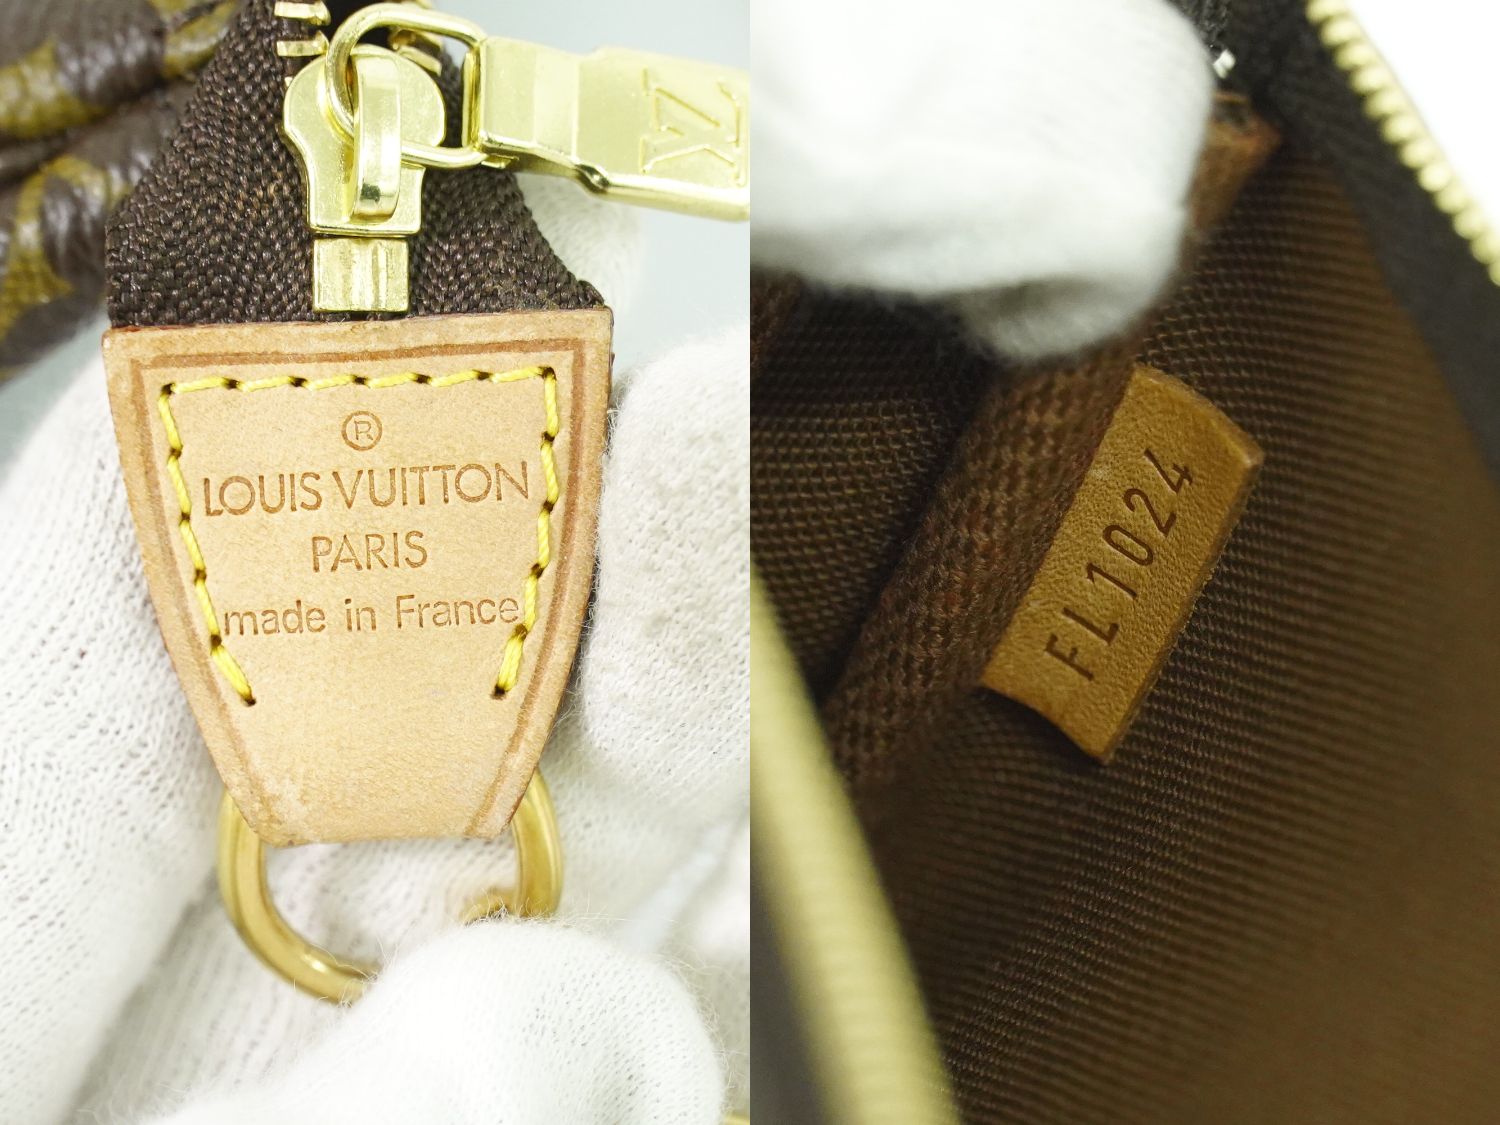 LV
®
LOUIS VUITTON
PARIS
made in France
FL1024